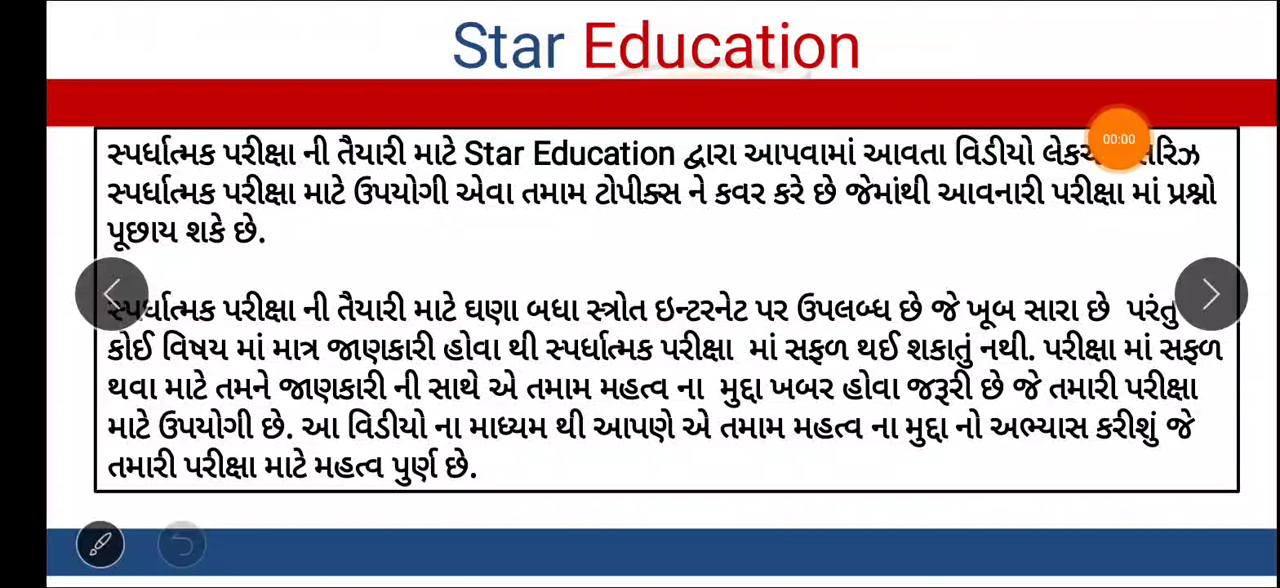 Star Education
00:00
સ્પર્ધાત્મક પરીક્ષા ની તૈયારી માટે Star Education દ્વારા આપવામાં આવતા વિડીયો
સ્પર્ધાત્મક પરીક્ષા માટે ઉપયોગી એવા તમામ ટોપીક્સ ને કવર કરે છે જેમાંથી આવનારી પરીક્ષા માં પ્રશ્નો
પૂછાય શકે છે.
સ્પર્ધાત્મક પરીક્ષા ની તૈયારી માટે ઘણા બધા સ્ત્રોત ઇન્ટરનેટ પર ઉપલબ્ધ છે જે ખૂબ સારા છે પરંતુ
કોઈ વિષય માં માત્ર જાણકારી હોવા થી સ્પર્ધાત્મક પરીક્ષા માં સફળ થઈ શકાતું નથી. પરીક્ષા માં સફળ
થવા માટે તમને જાણકારી ની સાથે એ તમામ મહત્વ ના મુદ્દા ખબર હોવા જરૂરી છે જે તમારી પરીક્ષા
માટે ઉપયોગી છે. આ વિડીયો ના માધ્યમ થી આપણે એ તમામ મહત્વ ના મુદ્દા નો અભ્યાસ કરીશું જે
તમારી પરીક્ષા માટે મહત્વ પુર્ણ છે.